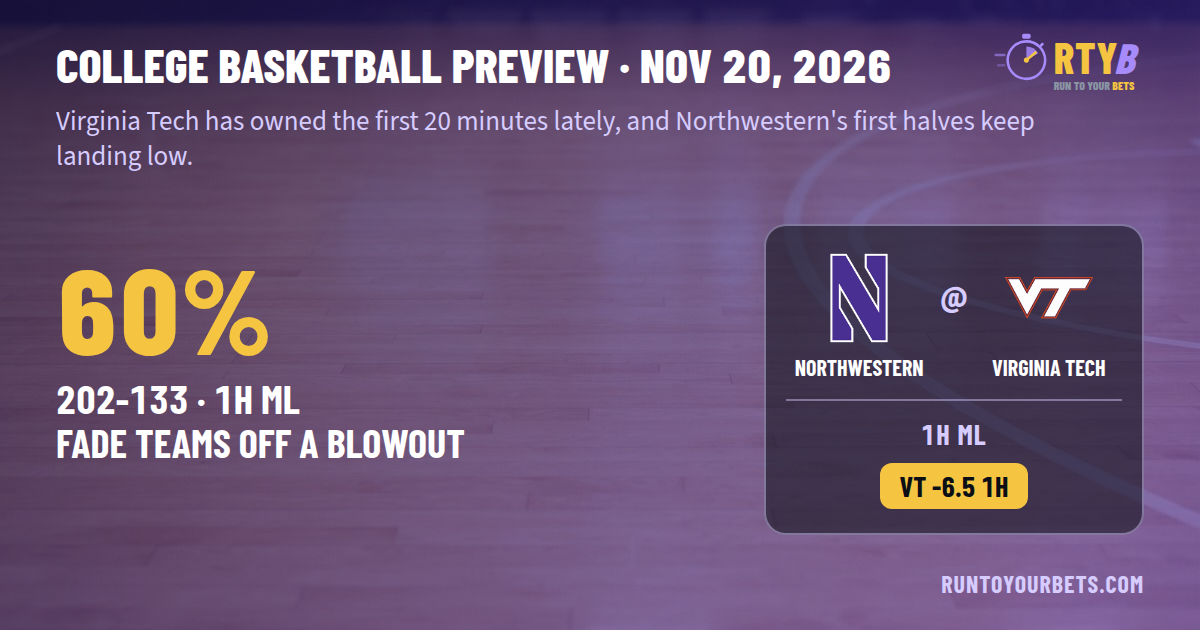 COLLEGE BASKETBALL PREVIEW · NOV 20, 2026
RTYB
RUN TO YOUR BETS
Virginia Tech has owned the first 20 minutes lately, and Northwestern's first halves keep
landing low.
60%
202-133 · 1H ML
FADE TEAMS OFF A BLOWOUT
N
@
VT
NORTHWESTERN
VIRGINIA TECH
1H ML
VT -6.5 1H
RUNTOYOURBETS.COM